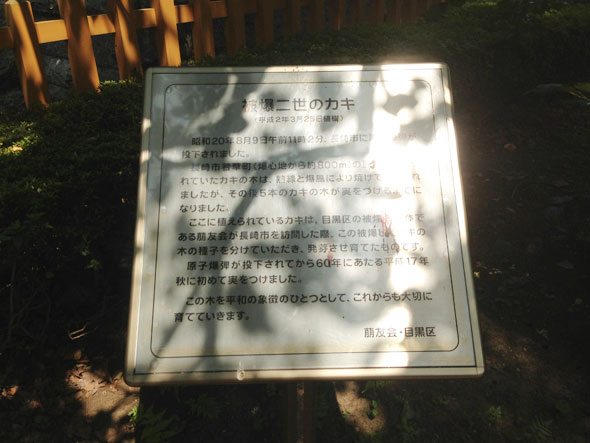 被爆二世のカキ
(平成2年3月29日植樹)
昭和20年8月9日午前11時2分、長崎市に
投下されました。
長崎市若草町(爆心地から約800m
れていたカキの木は、熱線と爆風により焼けて
ましたが、その後5本のカキの木が実をつける
なりました。
ここに植えられているカキは、目黒区の被爆
ある萠友会が長崎市を訪問した際、この被爆
木の種子を分けていただき、発芽させ育てたものです。
原子爆弾が投下されてから60年にあたる平成17年
秋に初めて実をつけました。
この木を平和の象徴のひとつとして、これからも大切に
育てていきます。
萠友会・目黒区